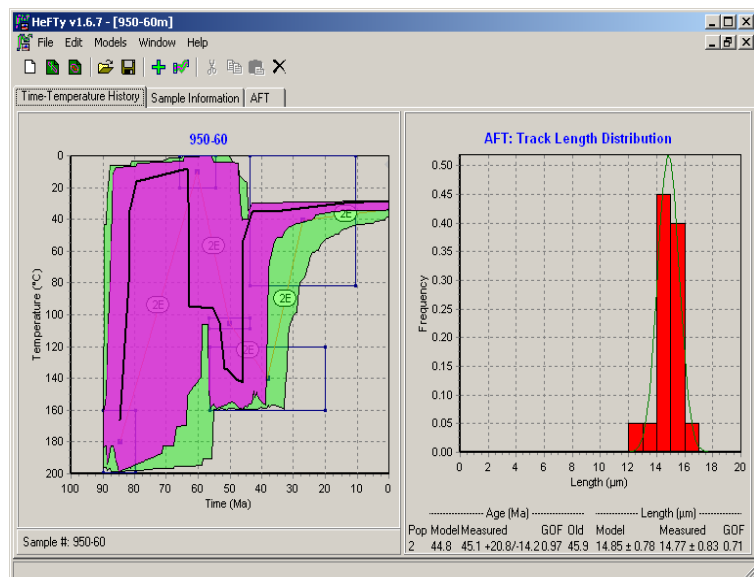 HeFTy v1.6.7 - [950-60m]
File Edit Models Window Help
Time-Temperature History Sample Information AFT
950-60
Temperature (°C)
0
20
40
60
80
100
120
140
160
180
200
2E
2E
2E
2E
2E
100 90 80 70 60 50 40 30 20 10 0
Time (Ma)
Sample #: 950-60
AFT: Track Length Distribution
Frequency
0.50
0.45
0.40
0.35
0.30
0.25
0.20
0.15
0.10
0.05
0.00
0 2 4 6 8 10 12 14 16 18 20
Length (µm)
Age (Ma) Length (µm)
Pop Model Measured GOF Old Model Measured GOF
2 44.8 45.1 +20.8/-14.2 0.97 45.9 14.85 ± 0.78 14.77 ± 0.83 0.71